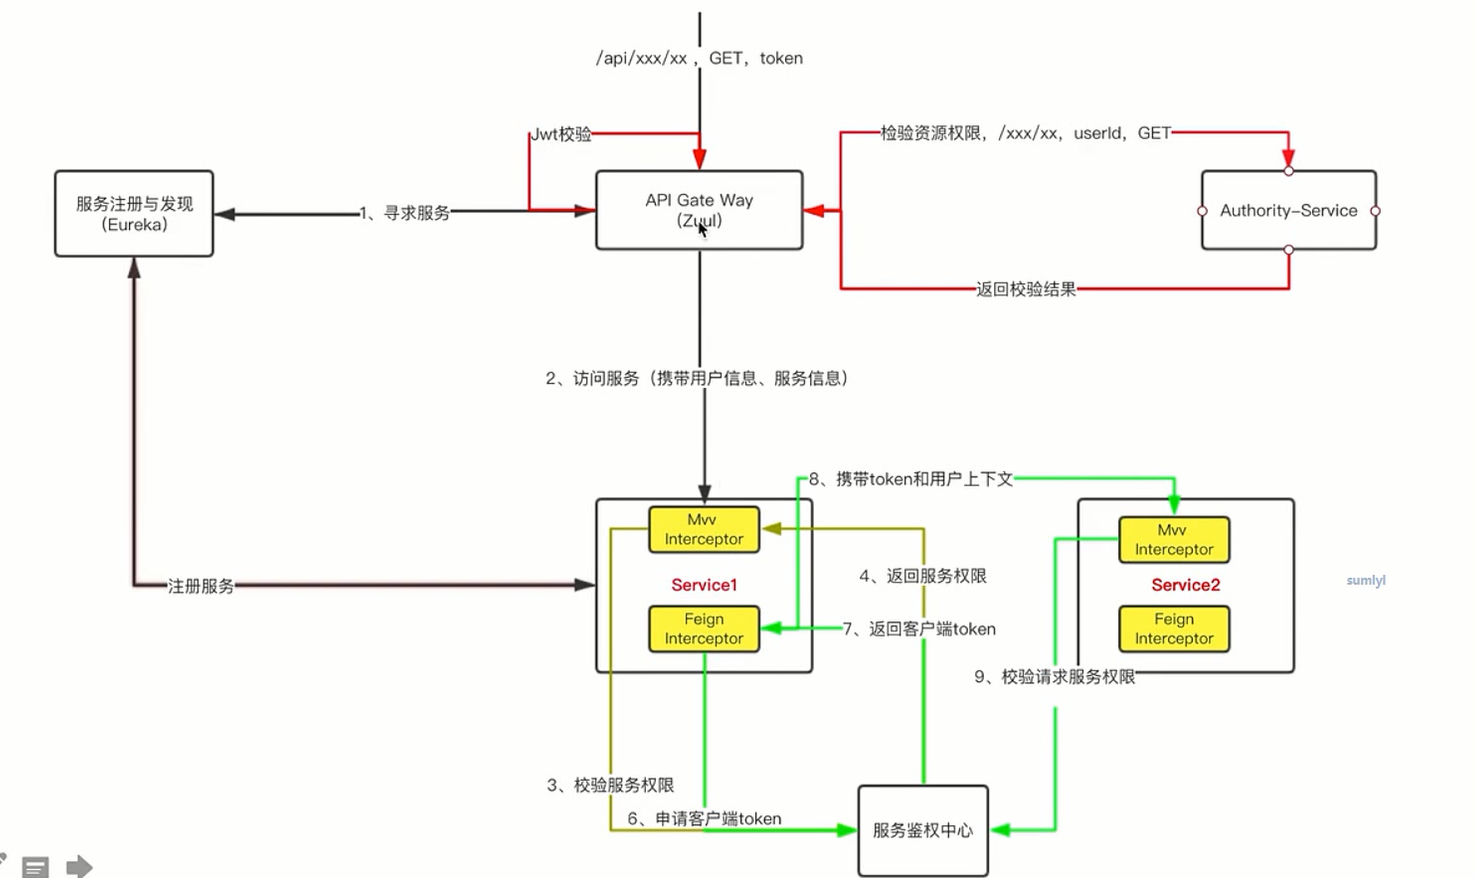 /api/xxx/xx ，GET，token
Jwt校验
检验资源权限，/xxx/xx，userId，GET
服务注册与发现
（Eureka）
1、寻求服务
API Gate Way
（Zuul）
Authority-Service
返回校验结果
2、访问服务（携带用户信息、服务信息）
8、携带token和用户上下文
Mvv
Interceptor
Mvv
Interceptor
4、返回服务权限
注册服务
Service1
Service2
sumlyl
Feign
Interceptor
7、返回客户端token
Feign
Interceptor
9、校验请求服务权限
3、校验服务权限
6、申请客户端token
服务鉴权中心